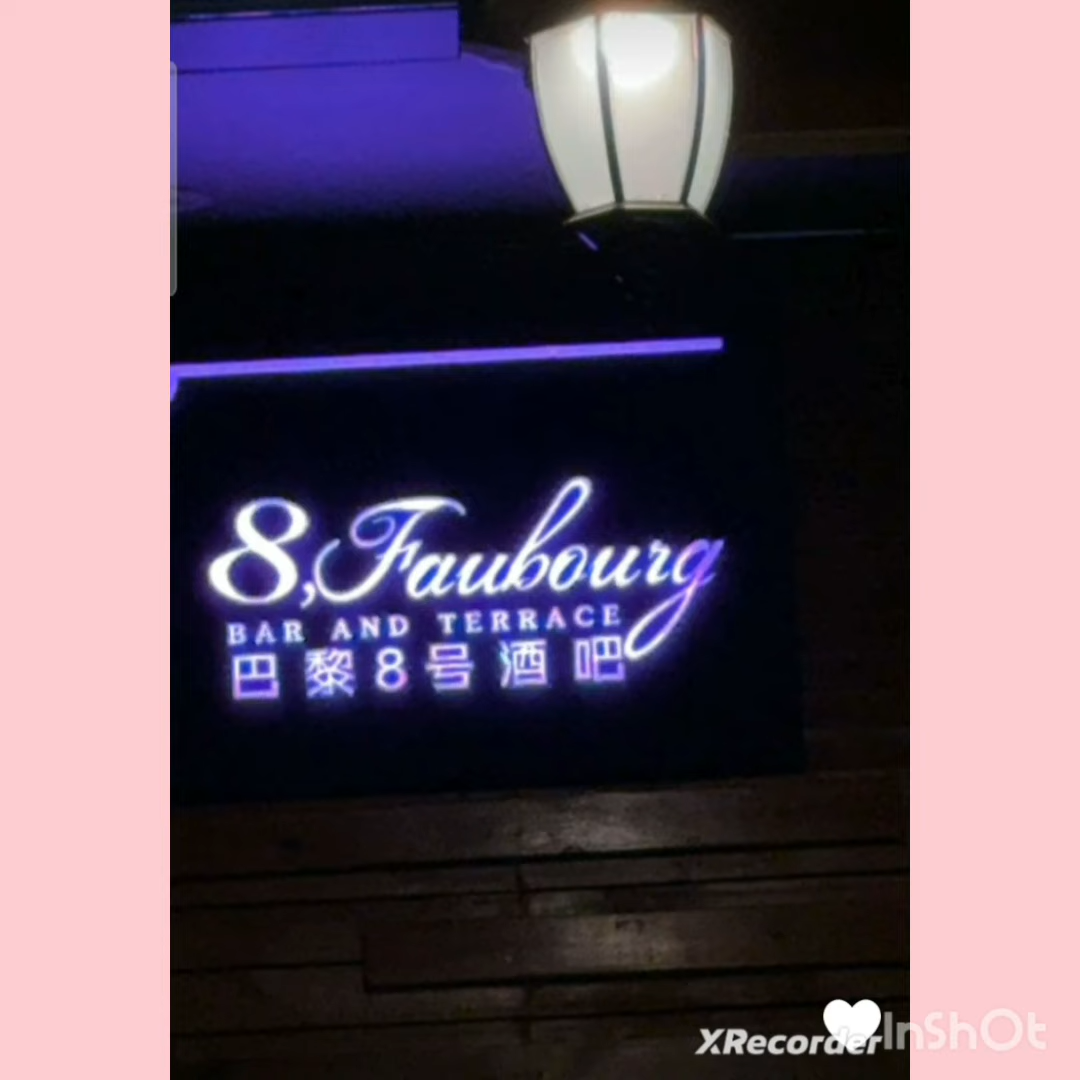 8,Faubourg
BAR AND TERRACE
巴黎8号酒吧
XRecorder
InShOt